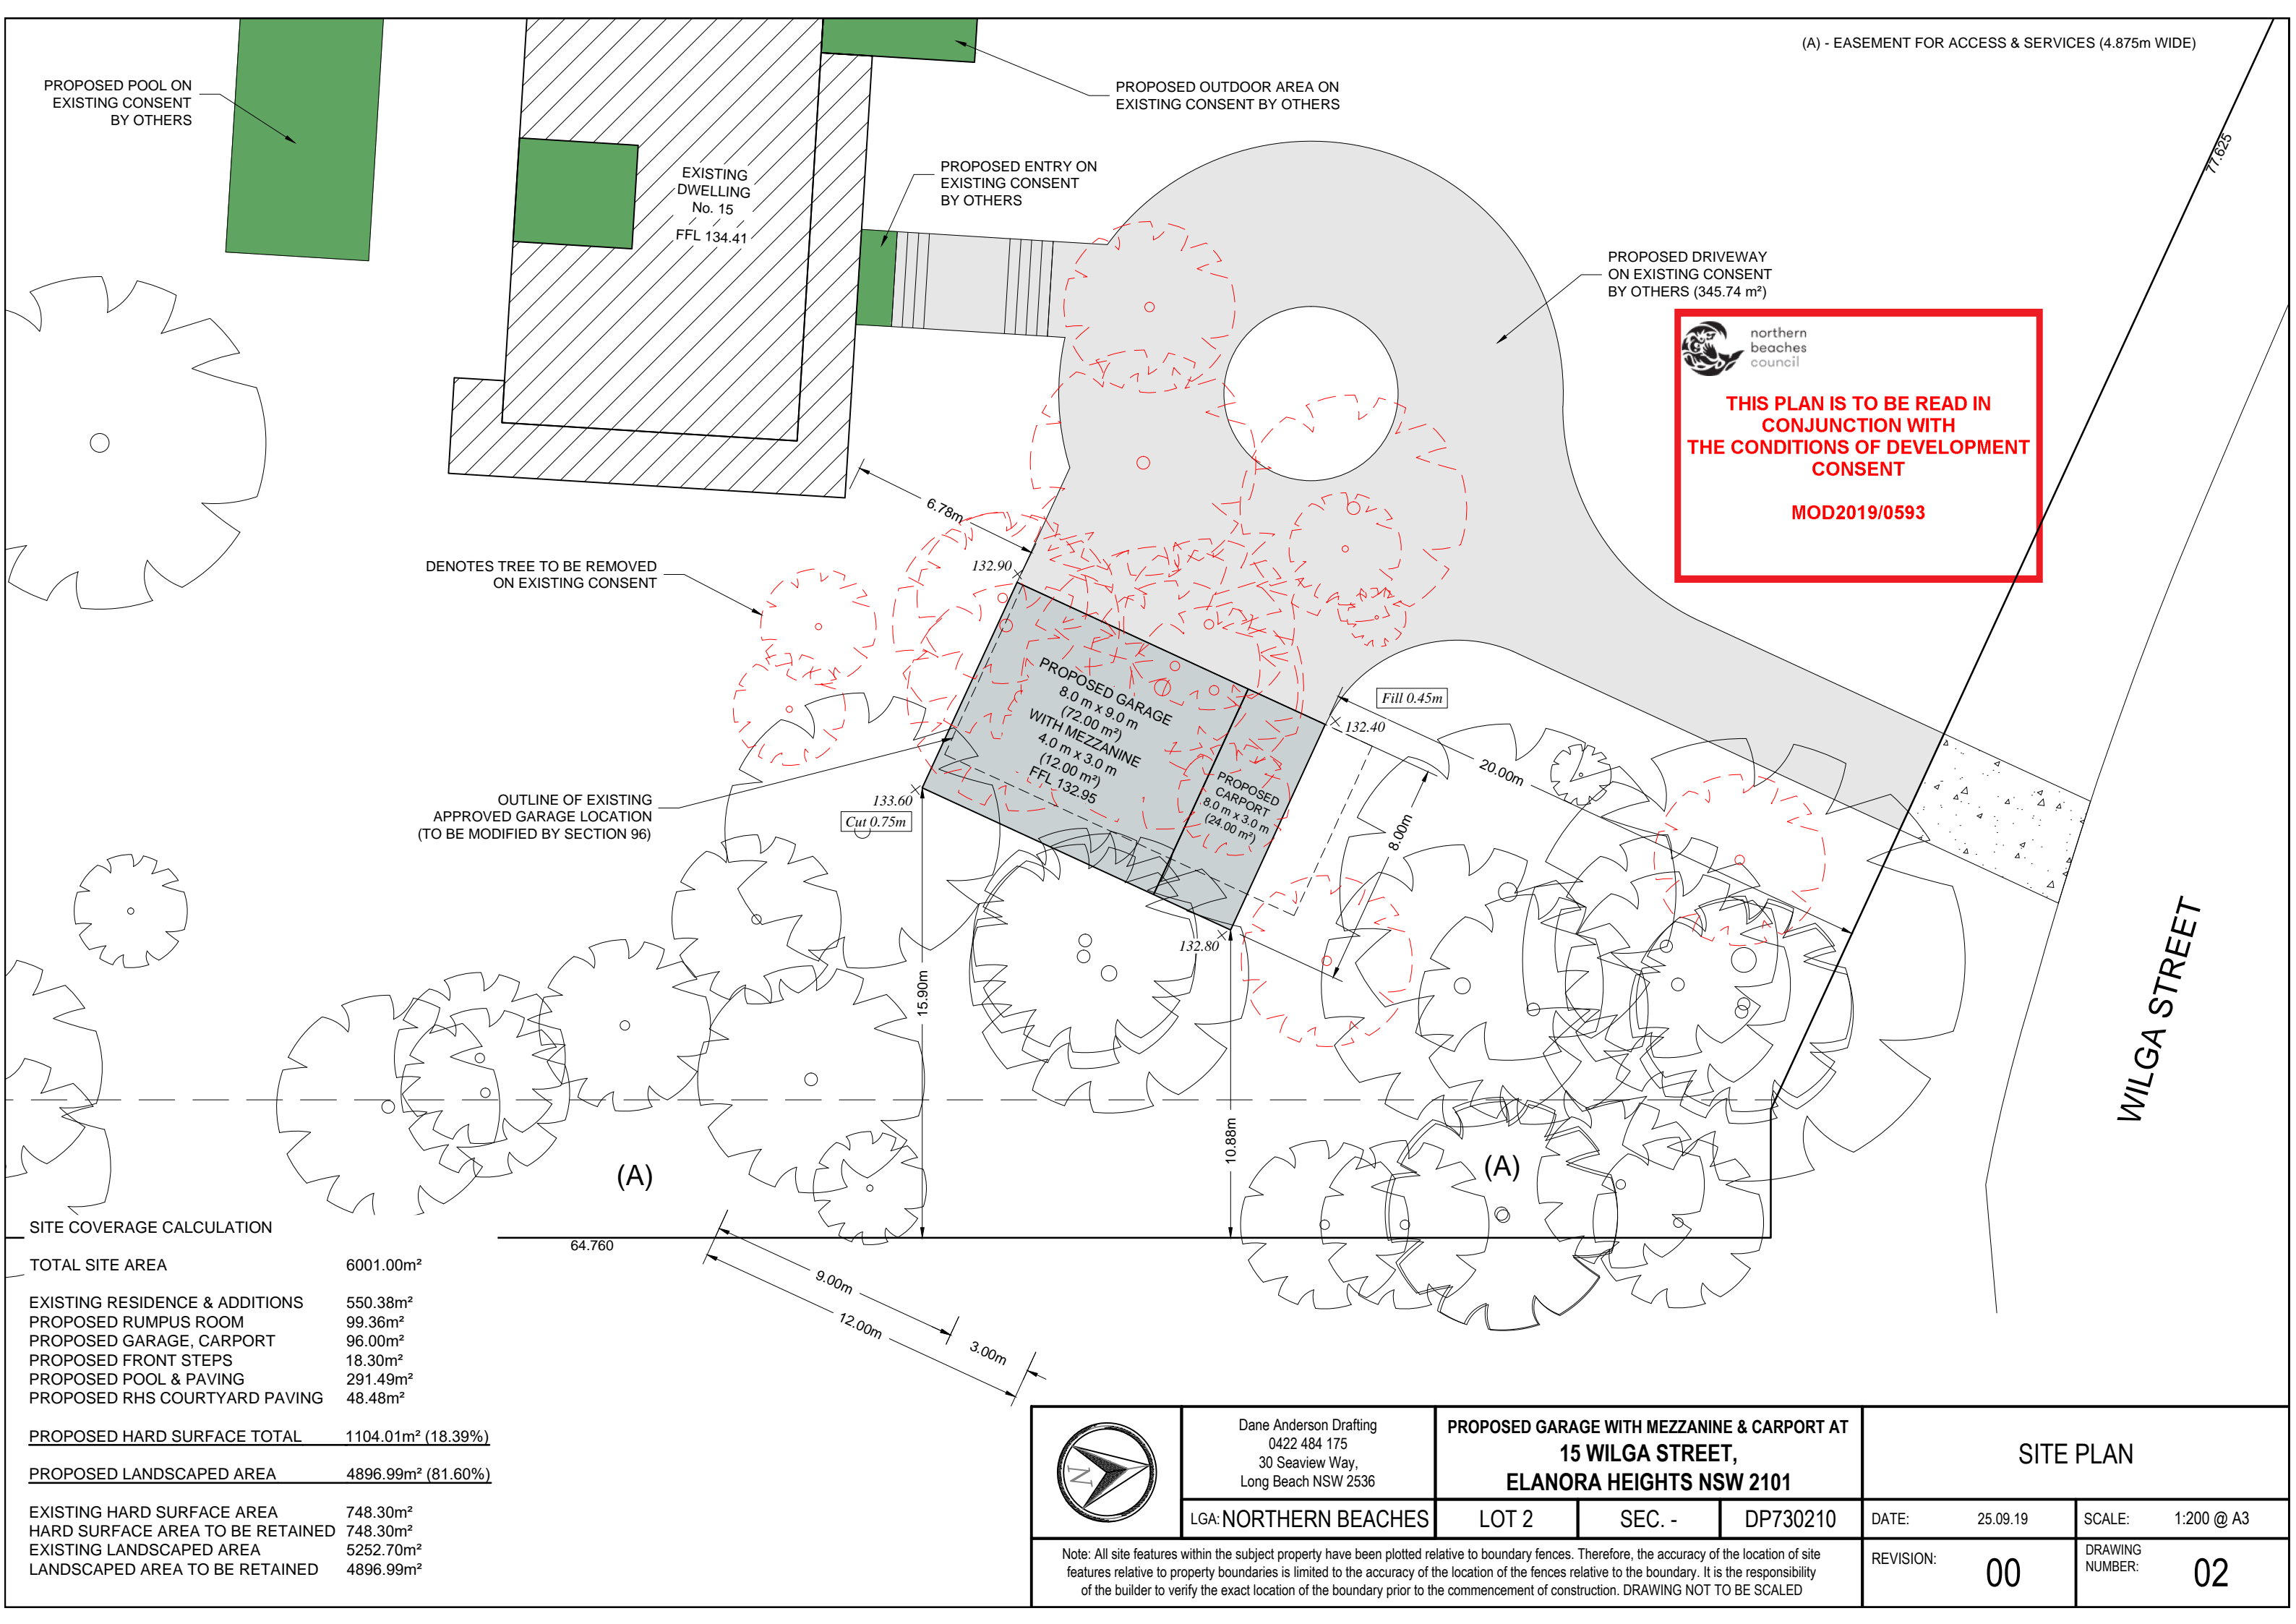 (A) - EASEMENT FOR ACCESS & SERVICES (4.875m WIDE)
PROPOSED POOL ON
EXISTING CONSENT
BY OTHERS
PROPOSED OUTDOOR AREA ON
EXISTING CONSENT BY OTHERS
77.625
EXISTING
DWELLING
No. 15
FFL 134.41
PROPOSED ENTRY ON
EXISTING CONSENT
BY OTHERS
PROPOSED DRIVEWAY
ON EXISTING CONSENT
BY OTHERS (345.74 m²)
northern
beaches
council
THIS PLAN IS TO BE READ IN
CONJUNCTION WITH
THE CONDITIONS OF DEVELOPMENT
CONSENT
MOD2019/0593
6.78m
132.90
DENOTES TREE TO BE REMOVED
ON EXISTING CONSENT
PROPOSED GARAGE
8.0 m x 9.0 m
(72.00 m²)
WITH MEZZANINE
4.0 m x 3.0 m
(12.00 m²)
FFL 132.95
PROPOSED
CARPORT
8.0 m x 3.0 m
(24.00 m²)
Fill 0.45m
132.40
20.00m
8.00m
OUTLINE OF EXISTING
APPROVED GARAGE LOCATION
(TO BE MODIFIED BY SECTION 96)
133.60
Cut 0.75m
132.80
15.90m
10.88m
WILGA STREET
(A)
(A)
64.760
9.00m
12.00m
3.00m
SITE COVERAGE CALCULATION
TOTAL SITE AREA 6001.00m²
EXISTING RESIDENCE & ADDITIONS 550.38m²
PROPOSED RUMPUS ROOM 99.36m²
PROPOSED GARAGE, CARPORT 96.00m²
PROPOSED FRONT STEPS 18.30m²
PROPOSED POOL & PAVING 291.49m²
PROPOSED RHS COURTYARD PAVING 48.48m²
PROPOSED HARD SURFACE TOTAL 1104.01m² (18.39%)
PROPOSED LANDSCAPED AREA 4896.99m² (81.60%)
EXISTING HARD SURFACE AREA 748.30m²
HARD SURFACE AREA TO BE RETAINED 748.30m²
EXISTING LANDSCAPED AREA 5252.70m²
LANDSCAPED AREA TO BE RETAINED 4896.99m²
N
Dane Anderson Drafting
0422 484 175
30 Seaview Way,
Long Beach NSW 2536
PROPOSED GARAGE WITH MEZZANINE & CARPORT AT
15 WILGA STREET,
ELANORA HEIGHTS NSW 2101
SITE PLAN
LGA: NORTHERN BEACHES
LOT 2
SEC. -
DP730210
DATE: 25.09.19
SCALE: 1:200 @ A3
Note: All site features within the subject property have been plotted relative to boundary fences. Therefore, the accuracy of the location of site
features relative to property boundaries is limited to the accuracy of the location of the fences relative to the boundary. It is the responsibility
of the builder to verify the exact location of the boundary prior to the commencement of construction. DRAWING NOT TO BE SCALED
REVISION: 00
DRAWING
NUMBER: 02